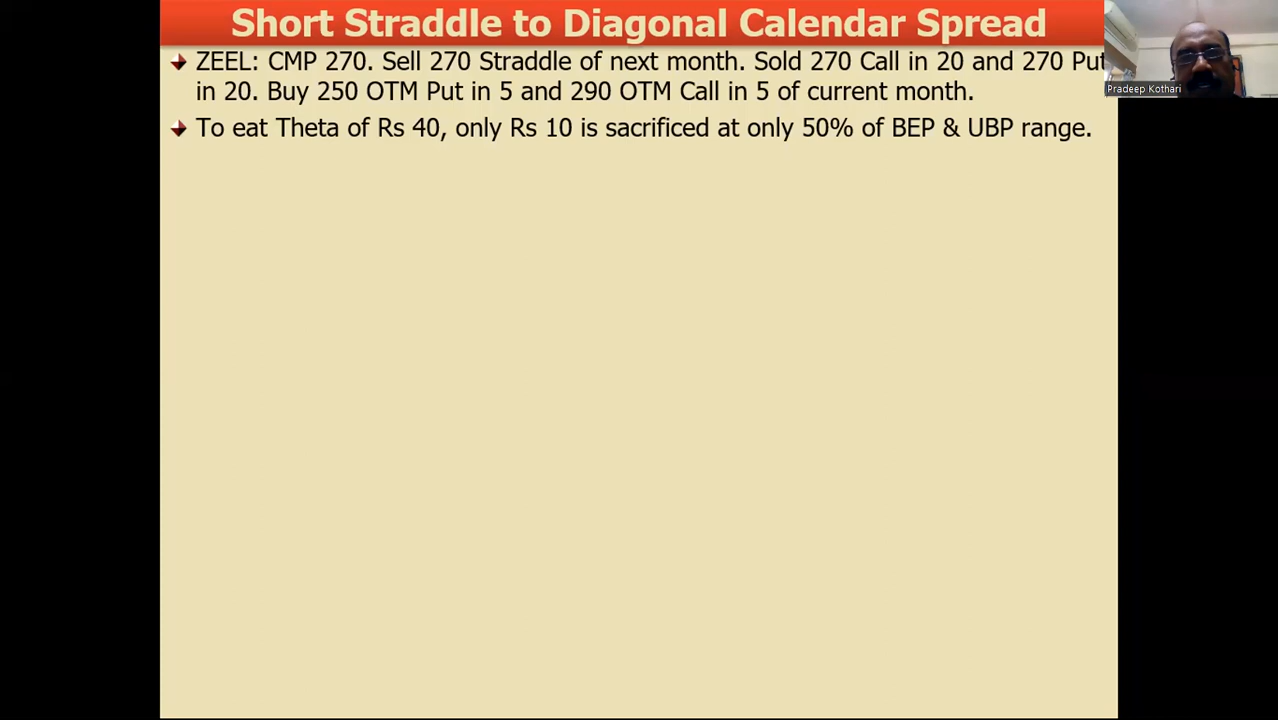 Short Straddle to Diagonal Calendar Spread
ZEEL: CMP 270. Sell 270 Straddle of next month. Sold 270 Call in 20 and 270 Put
in 20. Buy 250 OTM Put in 5 and 290 OTM Call in 5 of current month.
To eat Theta of Rs 40, only Rs 10 is sacrificed at only 50% of BEP & UBP range.
Pradeep Kothari